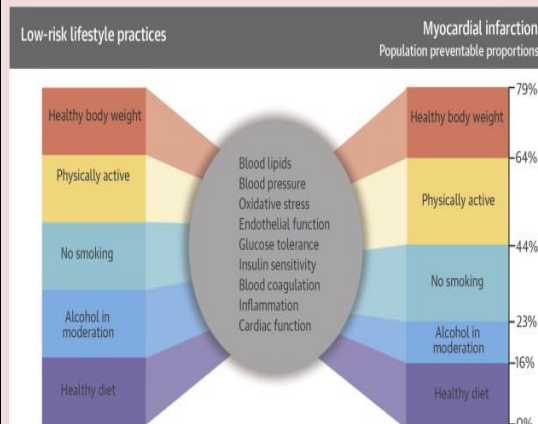 Low-risk lifestyle practices
Myocardial infarction
Population preventable proportions
Healthy body weight
Physically active
No smoking
Alcohol in
moderation
Healthy diet
Blood lipids
Blood pressure
Oxidative stress
Endothelial function
Glucose tolerance
Insulin sensitivity
Blood coagulation
Inflammation
Cardiac function
Healthy body weight
Physically active
No smoking
Alcohol in
moderation
Healthy diet
79%
64%
44%
23%
16%
0%